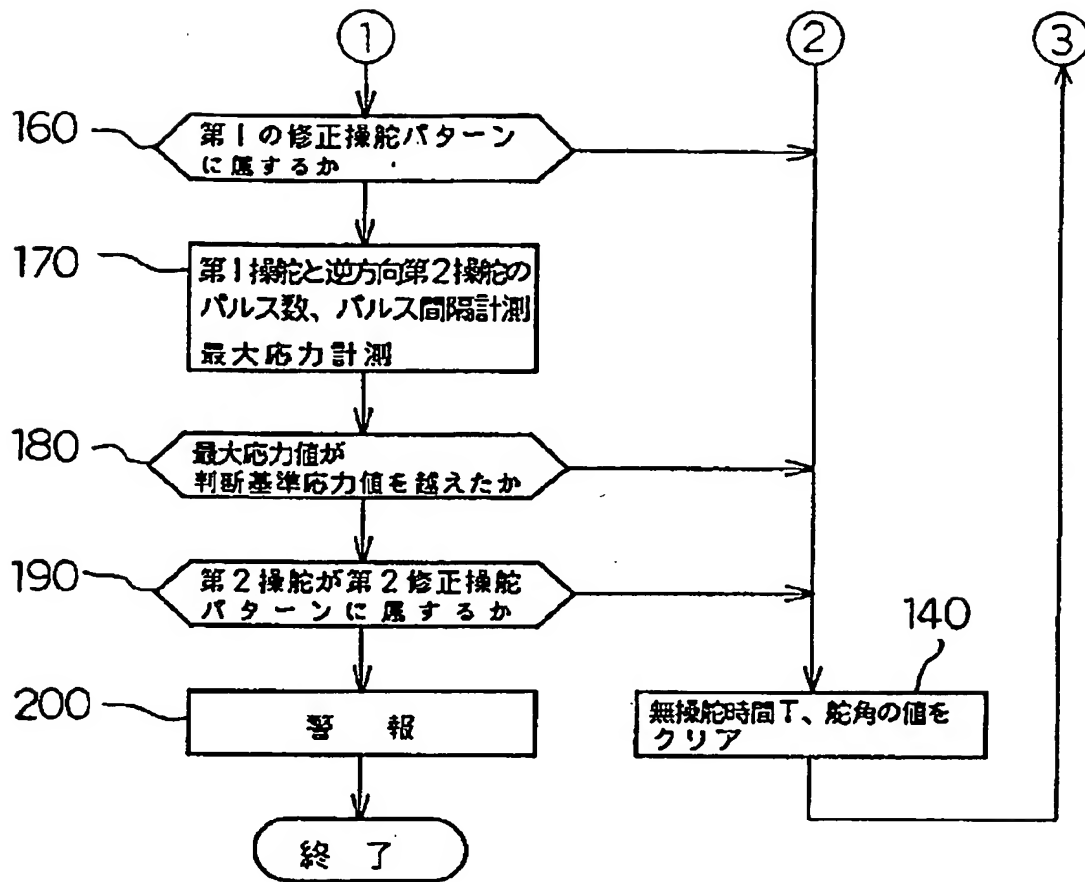 ①
②
③
160
第1の修正操舵パターン
に属するか
170
第1操舵と逆方向第2操舵の
パルス数、パルス間隔計測
最大応力計測
180
最大応力値が
判断基準応力値を越えたか
190
第2操舵が第2修正操舵
パターンに属するか
140
200
警 報
無操舵時間T、舵角の値を
クリア
終 了